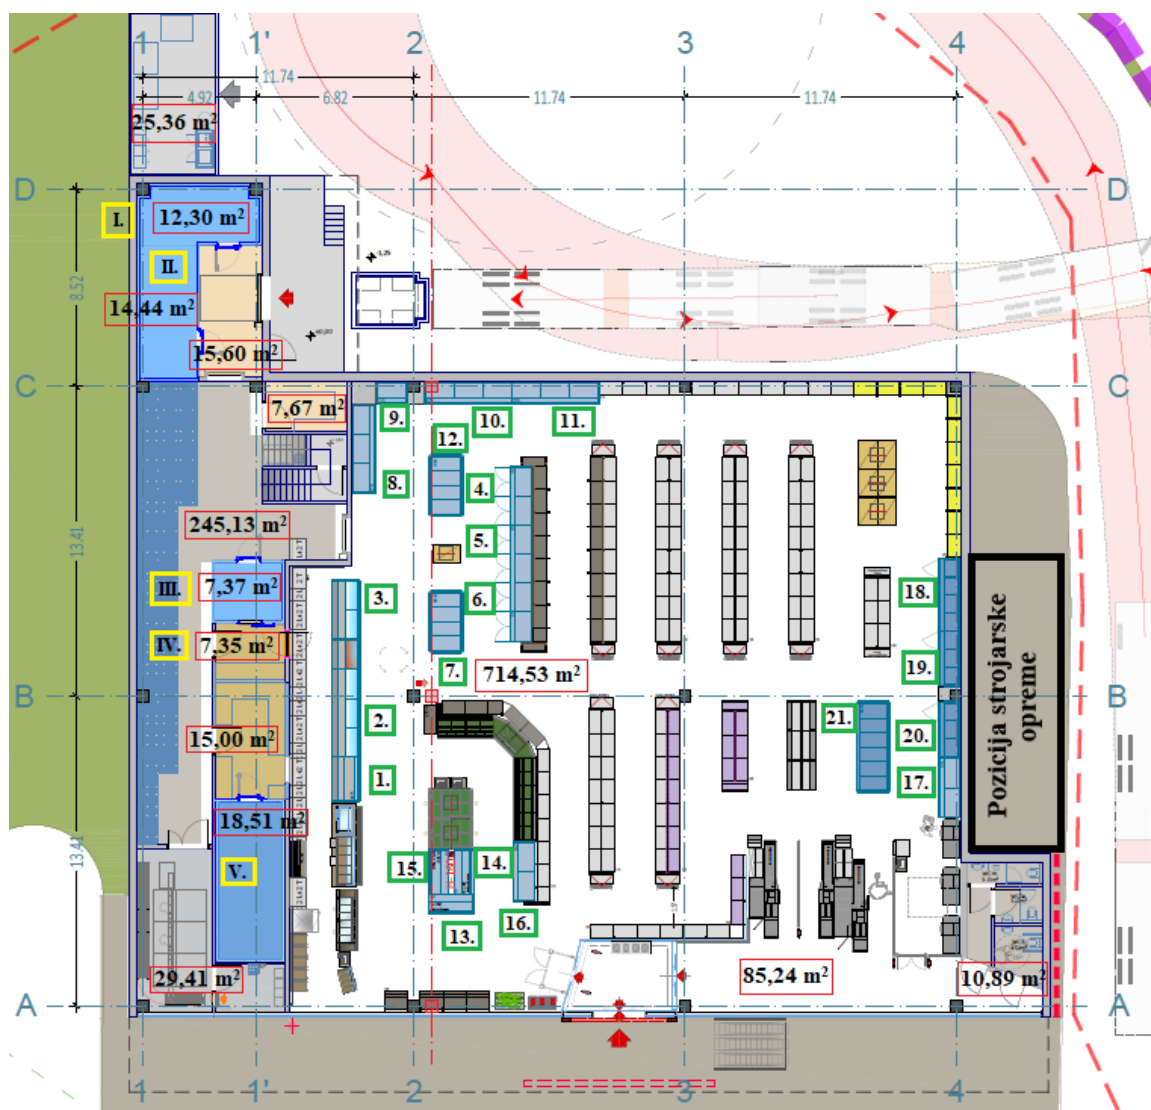 1
1'
2
3
4
11.74
4.92
6.82
11.74
11.74
25,36 m²
D
D
I.
12,30 m²
II.
-1,25
8.52
14,44 m²
±0,00
15,60 m²
C
C
7,67 m²
9.
10.
11.
12.
8.
4.
13.41
245,13 m²
5.
III.
7,37 m²
3.
6.
18.
IV.
7,35 m²
7.
714,53 m²
19.
Pozicija strojarske
opreme
B
B
2.
21.
20.
15,00 m²
1.
17.
13.41
18,51 m²
V.
15.
14.
16.
13.
29,41 m²
85,24 m²
10,89 m²
A
A
1
1'
2
3
4